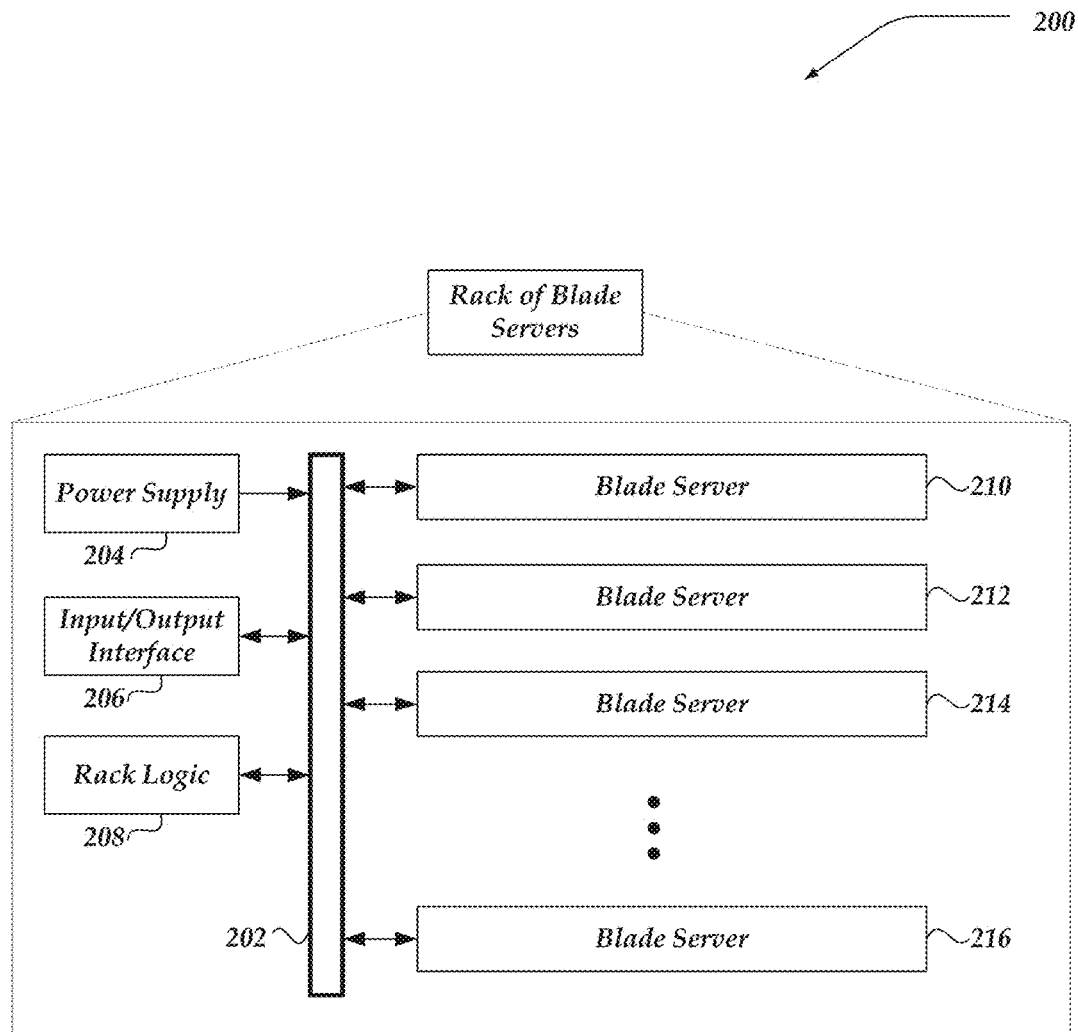 200
Rack of Blade
Servers
Power Supply
204
Input/Output
Interface
206
Rack Logic
208
202
Blade Server
210
Blade Server
212
Blade Server
214
Blade Server
216